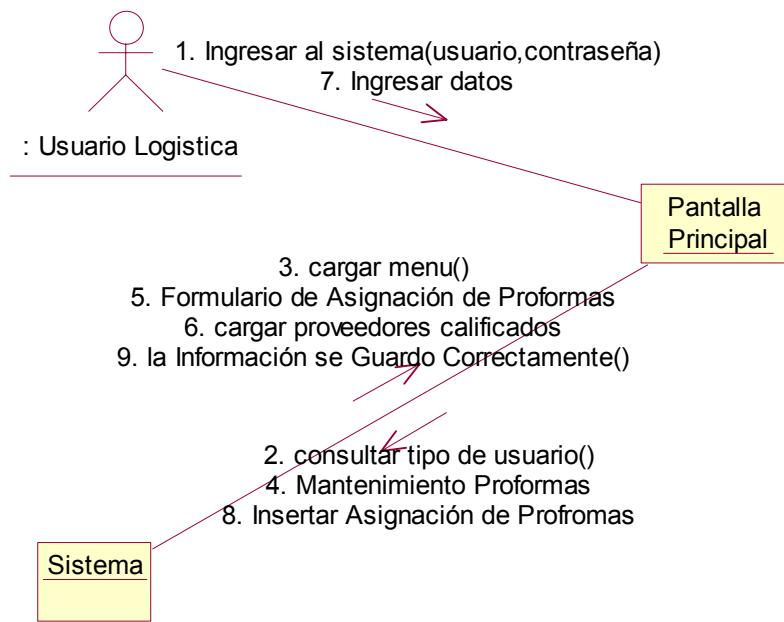 1. Ingresar al sistema(usuario,contraseña)
7. Ingresar datos
: Usuario Logistica
Pantalla
Principal
3. cargar menu()
5. Formulario de Asignación de Proformas
6. cargar proveedores calificados
9. la Información se Guardo Correctamente()
2. consultar tipo de usuario()
4. Mantenimiento Proformas
8. Insertar Asignación de Profromas
Sistema